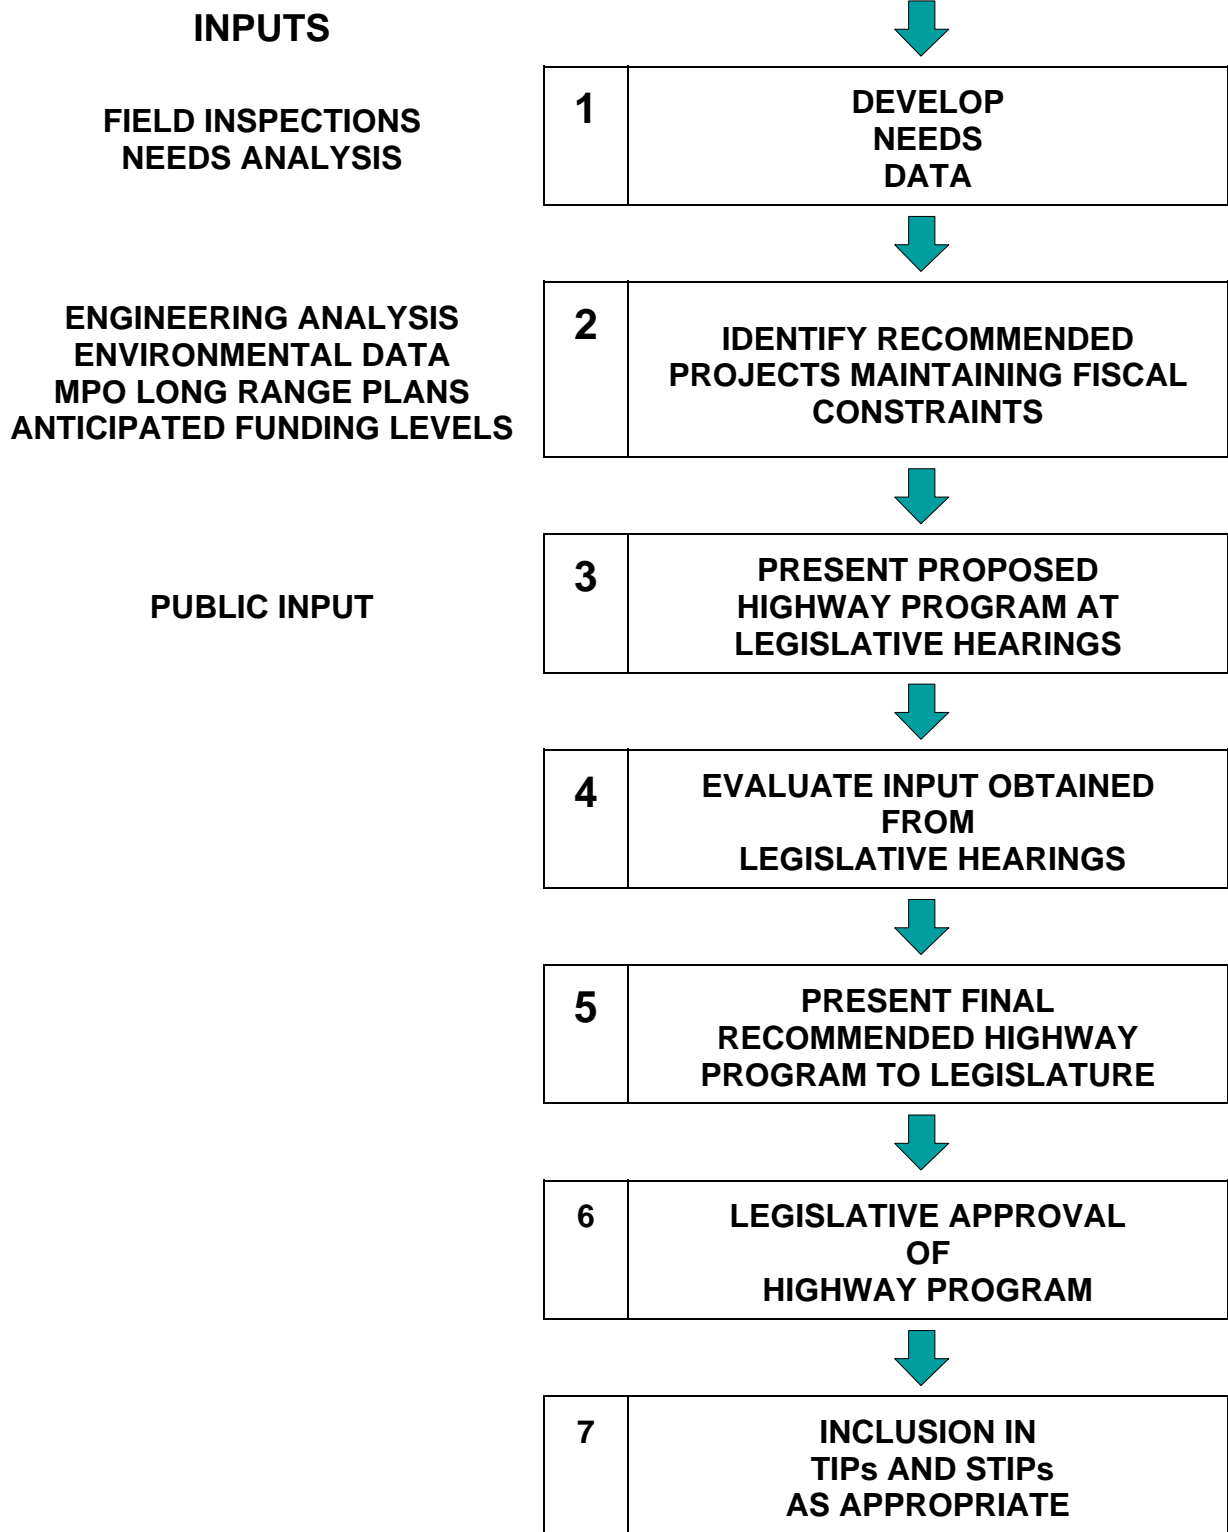 INPUTS
FIELD INSPECTIONS
NEEDS ANALYSIS
1
DEVELOP
NEEDS
DATA
ENGINEERING ANALYSIS
ENVIRONMENTAL DATA
MPO LONG RANGE PLANS
ANTICIPATED FUNDING LEVELS
2
IDENTIFY RECOMMENDED
PROJECTS MAINTAINING FISCAL
CONSTRAINTS
PUBLIC INPUT
3
PRESENT PROPOSED
HIGHWAY PROGRAM AT
LEGISLATIVE HEARINGS
4
EVALUATE INPUT OBTAINED
FROM
LEGISLATIVE HEARINGS
5
PRESENT FINAL
RECOMMENDED HIGHWAY
PROGRAM TO LEGISLATURE
6
LEGISLATIVE APPROVAL
OF
HIGHWAY PROGRAM
7
INCLUSION IN
TIPs AND STIPs
AS APPROPRIATE